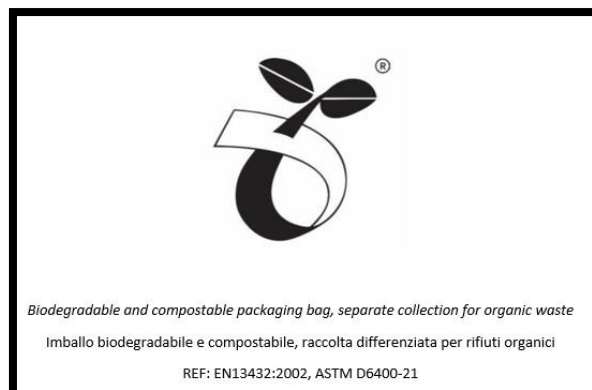 ®
Biodegradable and compostable packaging bag, separate collection for organic waste
Imballo biodegradabile e compostabile, raccolta differenziata per rifiuti organici
REF: EN13432:2002, ASTM D6400-21